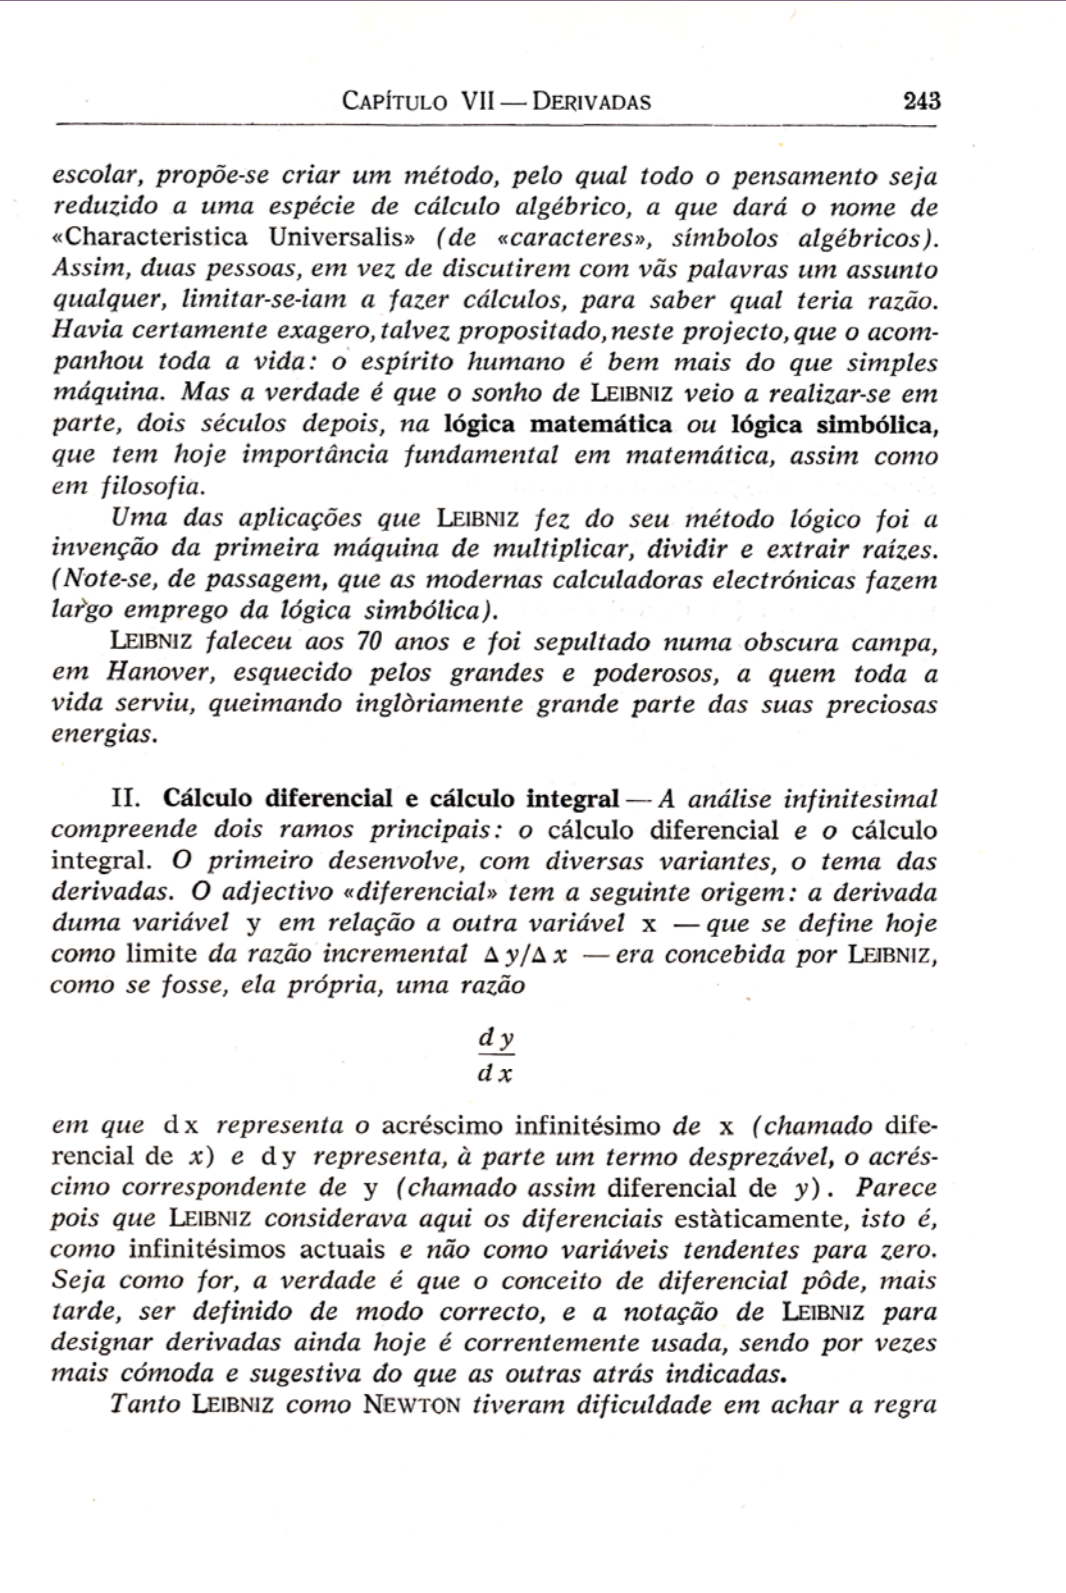 CAPÍTULO VII — DERIVADAS 243
escolar, propõe-se criar um método, pelo qual todo o pensamento seja
reduzido a uma espécie de cálculo algébrico, a que dará o nome de
«Characteristica Universalis» (de «caracteres», símbolos algébricos).
Assim, duas pessoas, em vez de discutirem com vãs palavras um assunto
qualquer, limitar-se-iam a fazer cálculos, para saber qual teria razão.
Havia certamente exagero, talvez propositado, neste projecto, que o acom-
panhou toda a vida: o espírito humano é bem mais do que simples
máquina. Mas a verdade é que o sonho de LEIBNIZ veio a realizar-se em
parte, dois séculos depois, na lógica matemática ou lógica simbólica,
que tem hoje importância fundamental em matemática, assim como
em filosofia.
Uma das aplicações que LEIBNIZ fez do seu método lógico foi a
invenção da primeira máquina de multiplicar, dividir e extrair raízes.
(Note-se, de passagem, que as modernas calculadoras electrónicas fazem
largo emprego da lógica simbólica).
LEIBNIZ faleceu aos 70 anos e foi sepultado numa obscura campa,
em Hanover, esquecido pelos grandes e poderosos, a quem toda a
vida serviu, queimando inglòriamente grande parte das suas preciosas
energias.
II. Cálculo diferencial e cálculo integral — A análise infinitesimal
compreende dois ramos principais: o cálculo diferencial e o cálculo
integral. O primeiro desenvolve, com diversas variantes, o tema das
derivadas. O adjectivo «diferencial» tem a seguinte origem: a derivada
duma variável y em relação a outra variável x — que se define hoje
como limite da razão incremental Δ y/Δ x — era concebida por LEIBNIZ,
como se fosse, ela própria, uma razão
d y
d x
em que dx representa o acréscimo infinitésimo de x (chamado dife-
rencial de x) e dy representa, à parte um termo desprezável, o acrés-
cimo correspondente de y (chamado assim diferencial de y). Parece
pois que LEIBNIZ considerava aqui os diferenciais estàticamente, isto é,
como infinitésimos actuais e não como variáveis tendentes para zero.
Seja como for, a verdade é que o conceito de diferencial pôde, mais
tarde, ser definido de modo correcto, e a notação de LEIBNIZ para
designar derivadas ainda hoje é correntemente usada, sendo por vezes
mais cómoda e sugestiva do que as outras atrás indicadas.
Tanto LEIBNIZ como NEWTON tiveram dificuldade em achar a regra